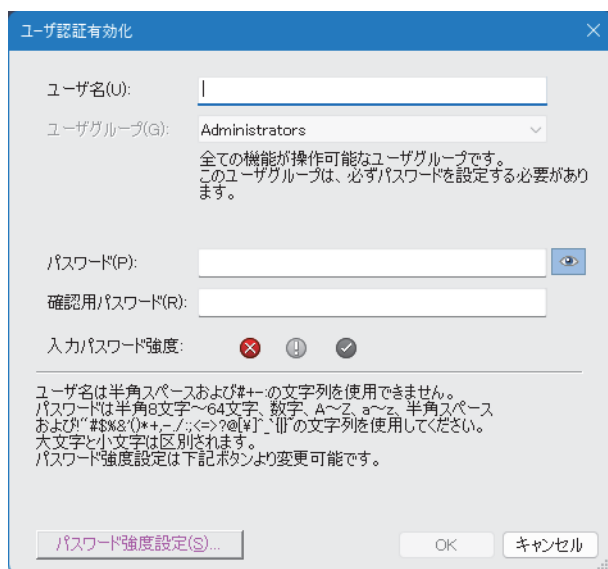 ユーザ認証有効化
ユーザ名(U):
ユーザグループ(G): Administrators
全ての機能が操作可能なユーザグループです。
このユーザグループは、必ずパスワードを設定する必要があり
ます。
パスワード(P):
確認用パスワード(R):
入力パスワード強度:
ユーザ名は半角スペースおよび#+-:の文字列を使用できません。
パスワードは半角8文字～64文字、数字、A～Z、a～z、半角スペース
および!"#$%&'()*+,-./:;<=>?@[¥]^_`{|}~の文字列を使用してください。
大文字と小文字は区別されます。
パスワード強度設定は下記ボタンより変更可能です。
パスワード強度設定(S)...
OK
キャンセル